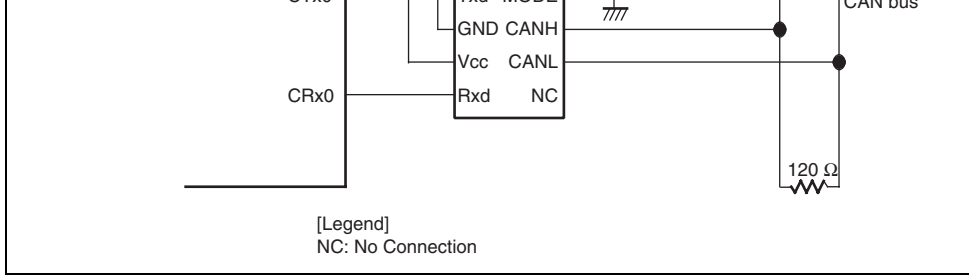 CTx0
Txd MODE
CAN bus
GND CANH
Vcc CANL
CRx0
Rxd NC
120 Ω
[Legend]
NC: No Connection